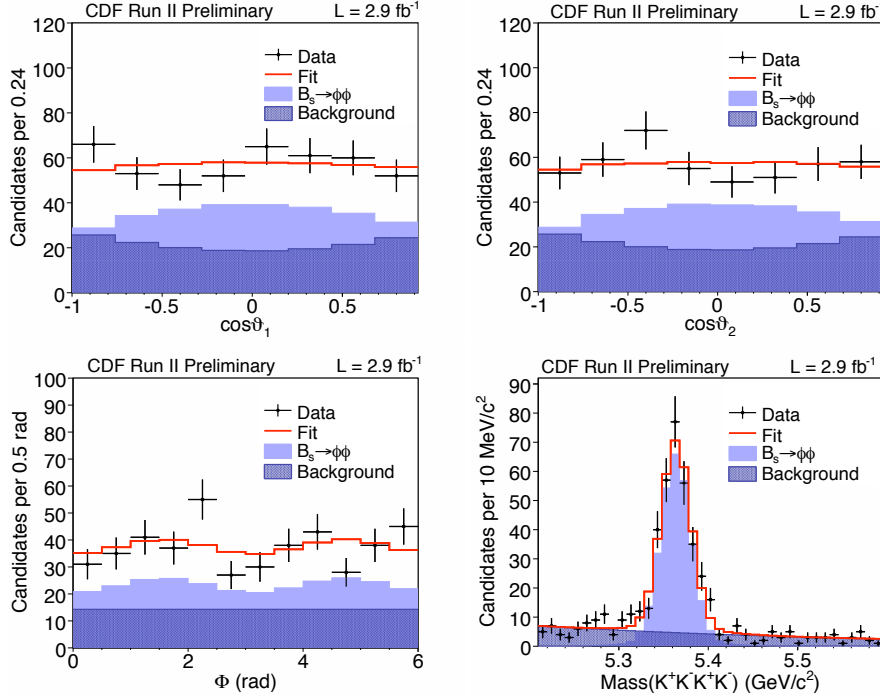 CDF Run II Preliminary L = 2.9 fb⁻¹
Candidates per 0.24
120
100
80
60
40
20
0
Data
Fit
Bₛ→ϕϕ
Background
-1 -0.5 0 0.5
cosϑ₁
CDF Run II Preliminary L = 2.9 fb⁻
Candidates per 0.24
120
100
80
60
40
20
0
Data
Fit
Bₛ→ϕϕ
Background
-1 -0.5 0 0.5
cosϑ₂
CDF Run II Preliminary L = 2.9 fb⁻¹
Candidates per 0.5 rad
100
90
80
70
60
50
40
30
20
10
0
Data
Fit
Bₛ→ϕϕ
Background
0 2 4 6
Φ (rad)
CDF Run II Preliminary L = 2.9 fb⁻¹
Candidates per 10 MeV/c²
90
80
70
60
50
40
30
20
10
0
Data
Fit
Bₛ→ϕϕ
Background
5.3 5.4 5.5
Mass(K⁺K⁻K⁺K⁻) (GeV/c²)